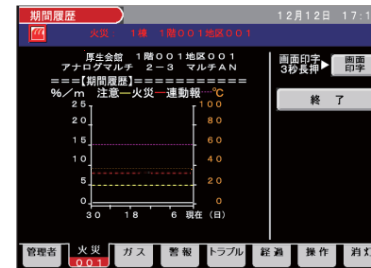 期間履歴
12月12日 17:1
火災: 1棟 1階001地区001
厚生会館 1階001地区001
アナログマルチ 2-3 マルチAN
===【期間履歴】===========
%/m 注意―火災―連動報 ℃
25 100
20 80
15 60
10 40
5 20
0 0
30 18 6 現在 (日)
画面印字▶
3秒長押
画面
印字
終 了
管理者 火災 ガス 警報 トラブル 経過 操作 消灯
001